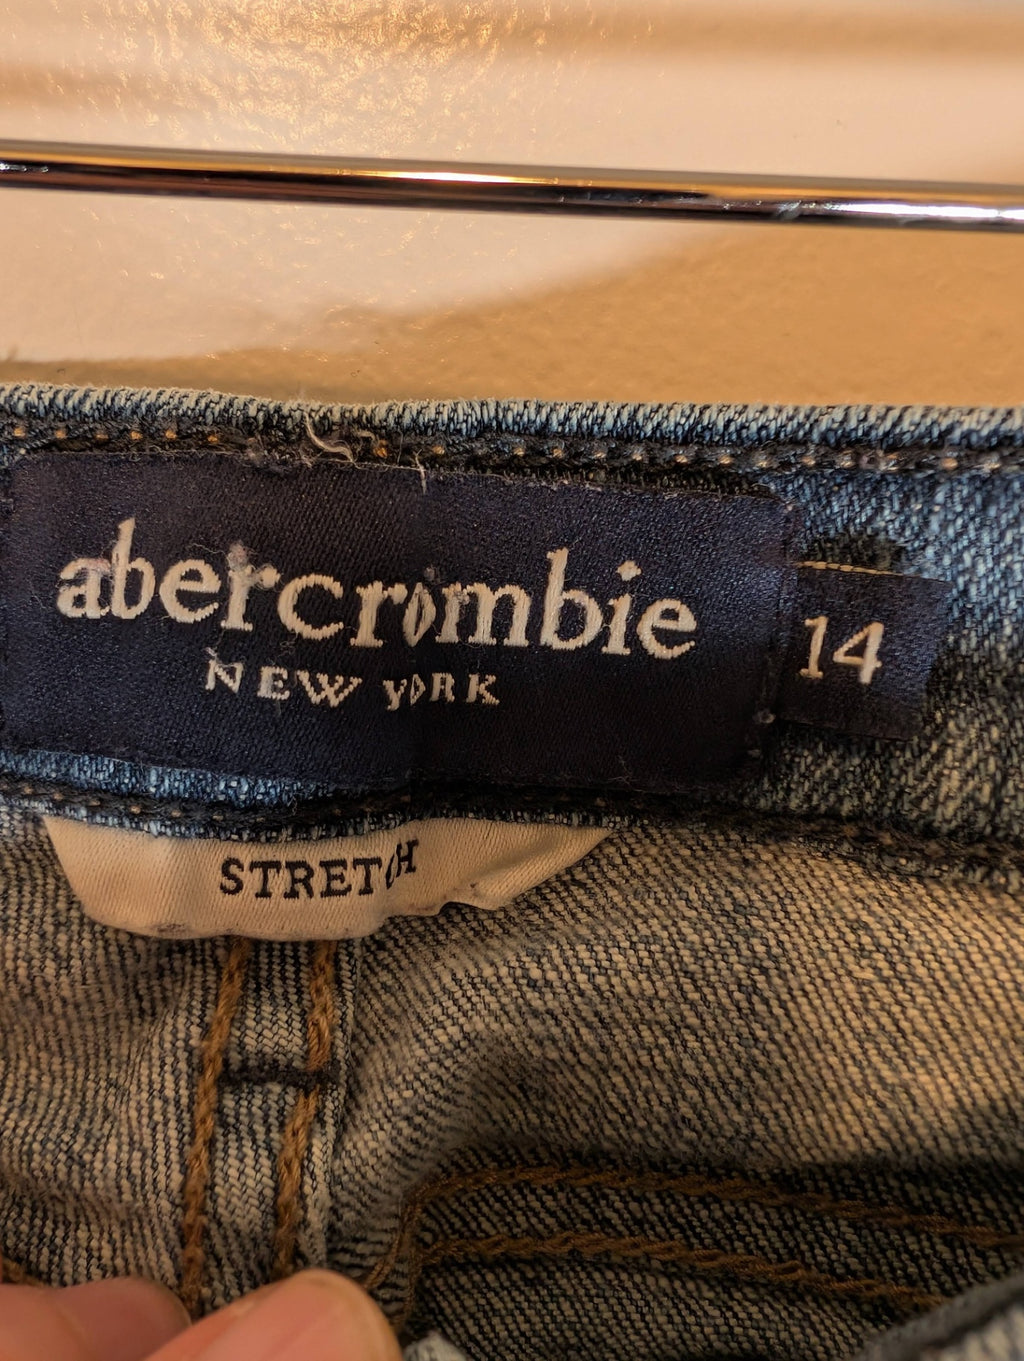 abercrombie
NEW YORK
14
STRETCH